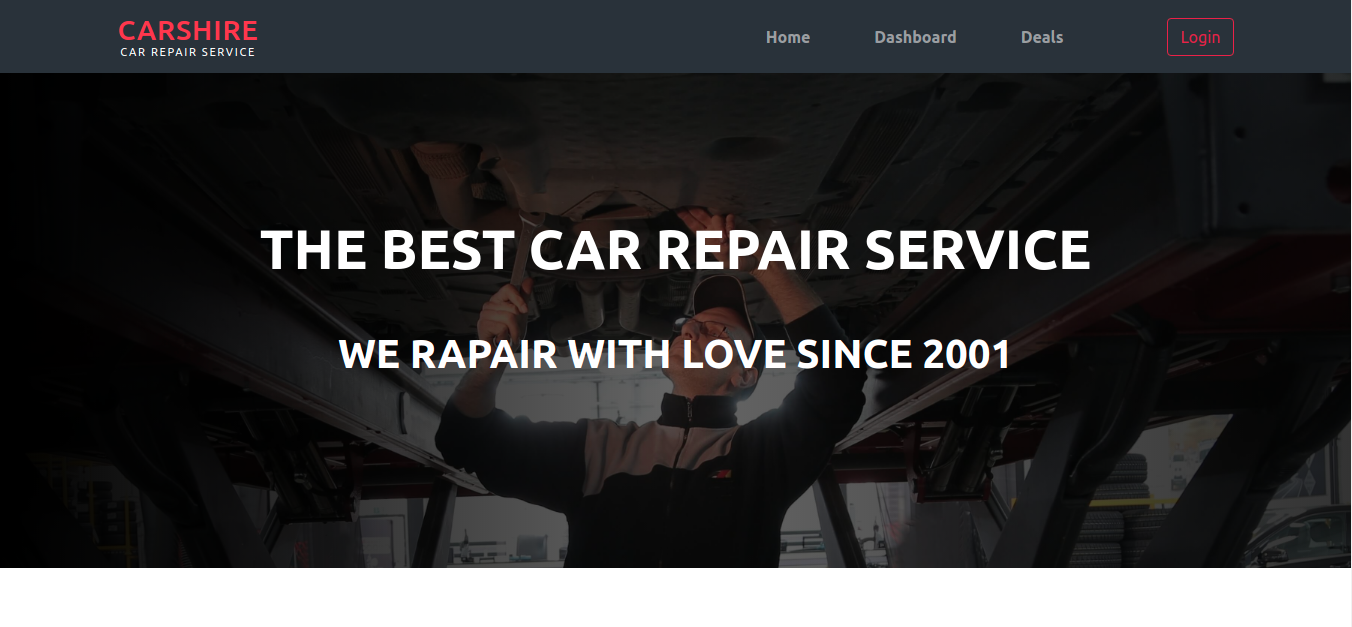 CARSHIRE
CAR REPAIR SERVICE
Home Dashboard Deals Login
THE BEST CAR REPAIR SERVICE
WE RAPAIR WITH LOVE SINCE 2001